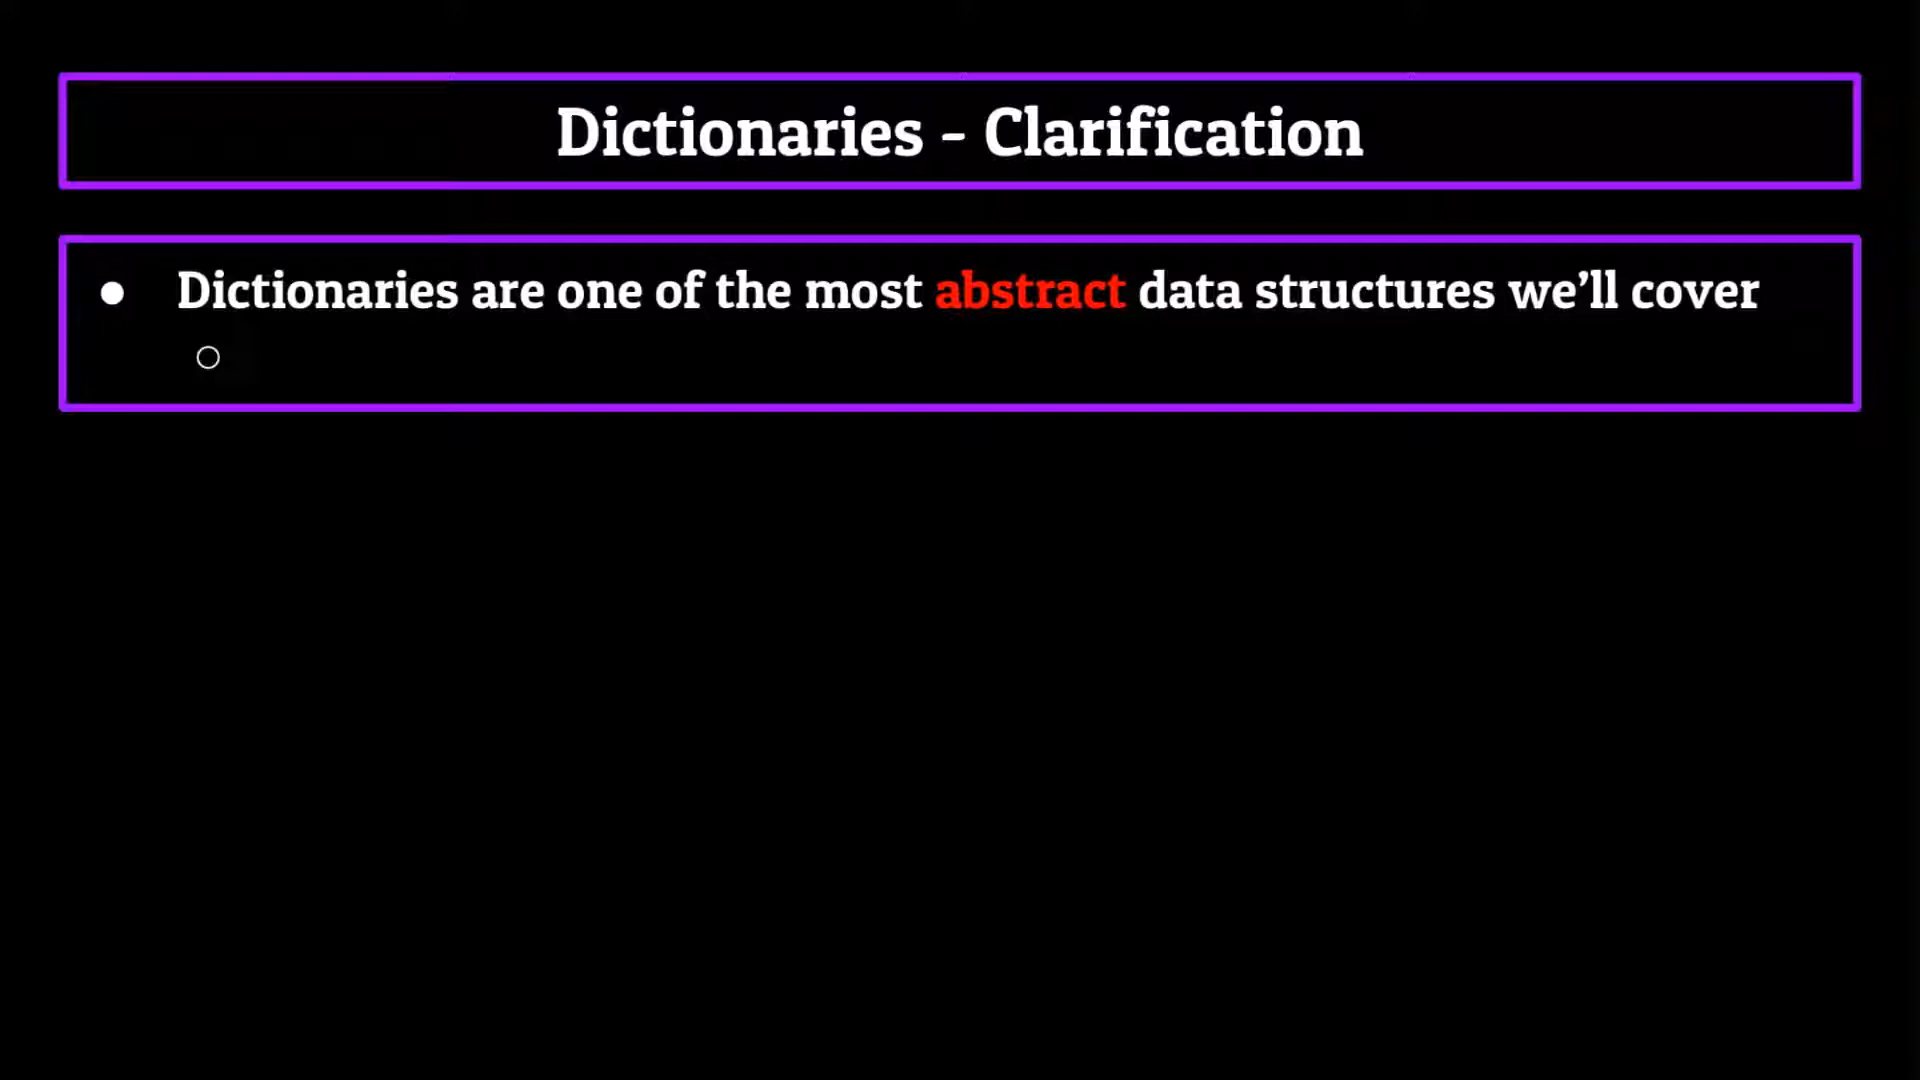 Dictionaries - Clarification
● Dictionaries are one of the most abstract data structures we’ll cover
○